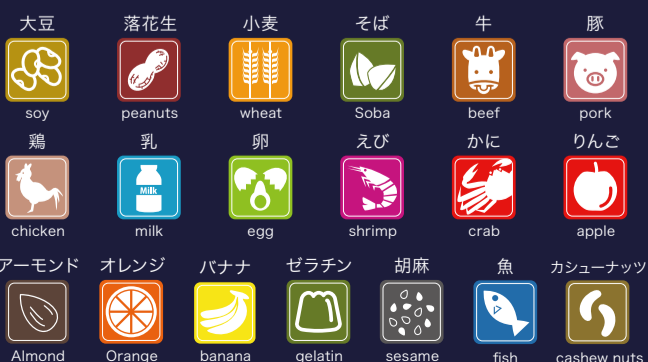 大豆 落花生 小麦 そば 牛 豚
soy peanuts wheat Soba beef pork
鶏 乳 卵 えび かに りんご
Milk
chicken milk egg shrimp crab apple
アーモンド オレンジ バナナ ゼラチン 胡麻 魚 カシューナッツ
Almond Orange banana gelatin sesame fish cashew nuts